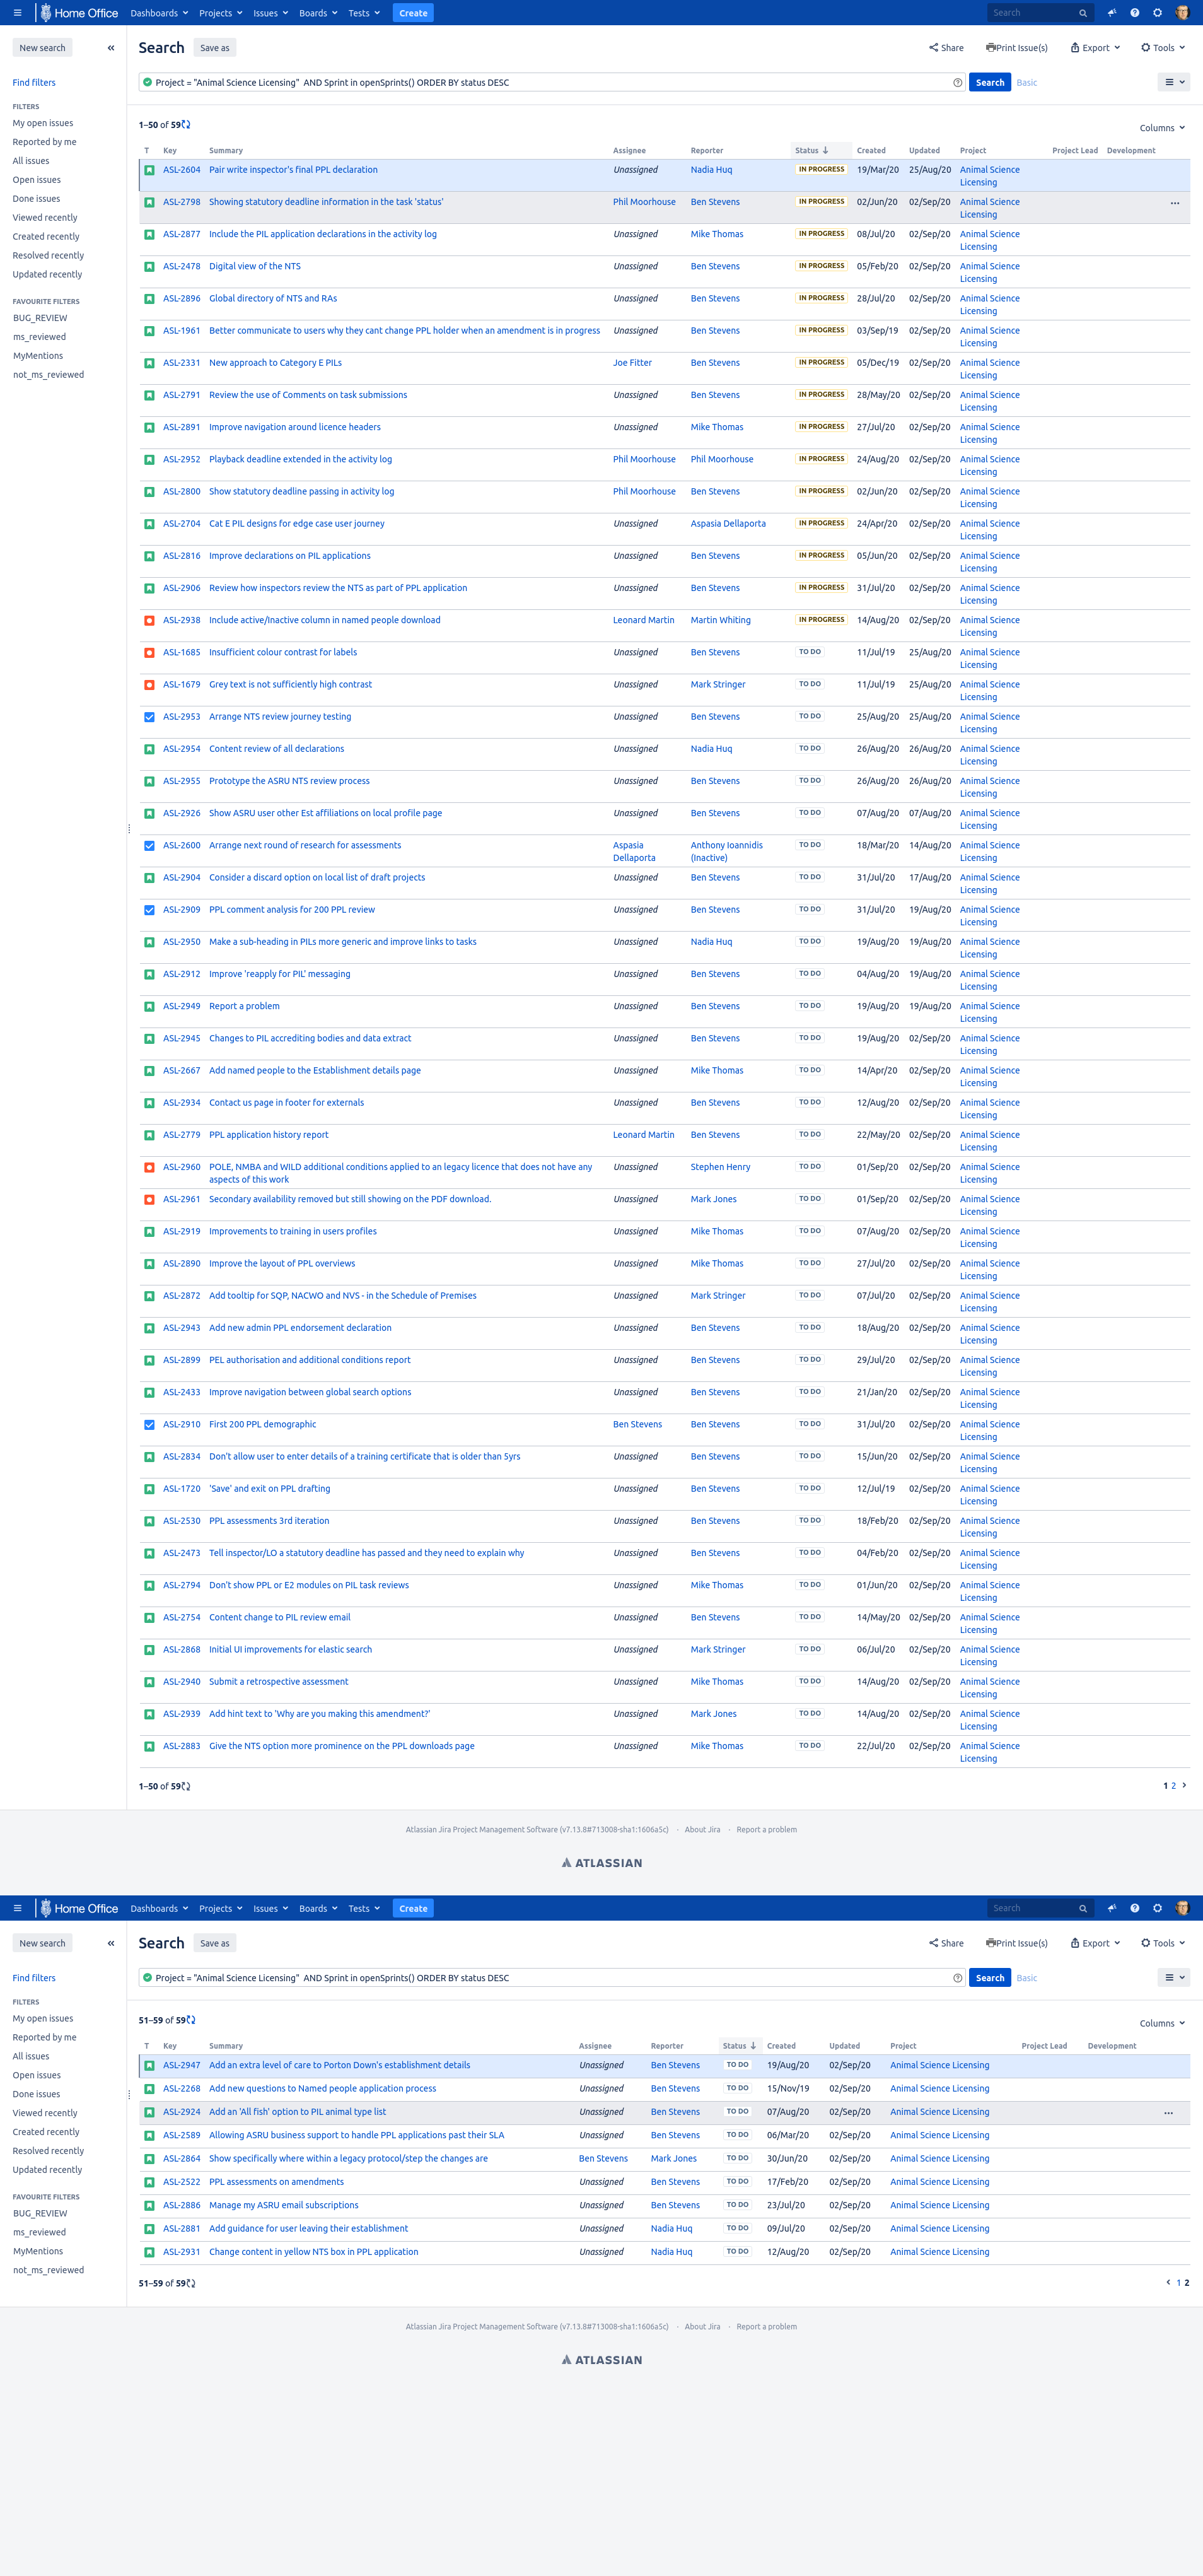 Home Office Dashboards Projects Issues Boards Tests Create Search
New search
Search Save as Share Print Issue(s) Export Tools
Find filters
Project = "Animal Science Licensing" AND Sprint in openSprints() ORDER BY status DESC Search Basic
FILTERS
My open issues
Reported by me
All issues
Open issues
Done issues
Viewed recently
Created recently
Resolved recently
Updated recently
FAVOURITE FILTERS
BUG_REVIEW
ms_reviewed
MyMentions
not_ms_reviewed
1–50 of 59
Columns
T Key Summary Assignee Reporter Status Created Updated Project Project Lead Development
ASL-2604 Pair write inspector's final PPL declaration Unassigned Nadia Huq IN PROGRESS 19/Mar/20 25/Aug/20 Animal Science Licensing
ASL-2798 Showing statutory deadline information in the task 'status' Phil Moorhouse Ben Stevens IN PROGRESS 02/Jun/20 02/Sep/20 Animal Science Licensing
ASL-2877 Include the PIL application declarations in the activity log Unassigned Mike Thomas IN PROGRESS 08/Jul/20 02/Sep/20 Animal Science Licensing
ASL-2478 Digital view of the NTS Unassigned Ben Stevens IN PROGRESS 05/Feb/20 02/Sep/20 Animal Science Licensing
ASL-2896 Global directory of NTS and RAs Unassigned Ben Stevens IN PROGRESS 28/Jul/20 02/Sep/20 Animal Science Licensing
ASL-1961 Better communicate to users why they cant change PPL holder when an amendment is in progress Unassigned Ben Stevens IN PROGRESS 03/Sep/19 02/Sep/20 Animal Science Licensing
ASL-2331 New approach to Category E PILs Joe Fitter Ben Stevens IN PROGRESS 05/Dec/19 02/Sep/20 Animal Science Licensing
ASL-2791 Review the use of Comments on task submissions Unassigned Ben Stevens IN PROGRESS 28/May/20 02/Sep/20 Animal Science Licensing
ASL-2891 Improve navigation around licence headers Unassigned Mike Thomas IN PROGRESS 27/Jul/20 02/Sep/20 Animal Science Licensing
ASL-2952 Playback deadline extended in the activity log Phil Moorhouse Phil Moorhouse IN PROGRESS 24/Aug/20 02/Sep/20 Animal Science Licensing
ASL-2800 Show statutory deadline passing in activity log Phil Moorhouse Ben Stevens IN PROGRESS 02/Jun/20 02/Sep/20 Animal Science Licensing
ASL-2704 Cat E PIL designs for edge case user journey Unassigned Aspasia Dellaporta IN PROGRESS 24/Apr/20 02/Sep/20 Animal Science Licensing
ASL-2816 Improve declarations on PIL applications Unassigned Ben Stevens IN PROGRESS 05/Jun/20 02/Sep/20 Animal Science Licensing
ASL-2906 Review how inspectors review the NTS as part of PPL application Unassigned Ben Stevens IN PROGRESS 31/Jul/20 02/Sep/20 Animal Science Licensing
ASL-2938 Include active/Inactive column in named people download Leonard Martin Martin Whiting IN PROGRESS 14/Aug/20 02/Sep/20 Animal Science Licensing
ASL-1685 Insufficient colour contrast for labels Unassigned Ben Stevens TO DO 11/Jul/19 25/Aug/20 Animal Science Licensing
ASL-1679 Grey text is not sufficiently high contrast Unassigned Mark Stringer TO DO 11/Jul/19 25/Aug/20 Animal Science Licensing
ASL-2953 Arrange NTS review journey testing Unassigned Ben Stevens TO DO 25/Aug/20 25/Aug/20 Animal Science Licensing
ASL-2954 Content review of all declarations Unassigned Nadia Huq TO DO 26/Aug/20 26/Aug/20 Animal Science Licensing
ASL-2955 Prototype the ASRU NTS review process Unassigned Ben Stevens TO DO 26/Aug/20 26/Aug/20 Animal Science Licensing
ASL-2926 Show ASRU user other Est affiliations on local profile page Unassigned Ben Stevens TO DO 07/Aug/20 07/Aug/20 Animal Science Licensing
ASL-2600 Arrange next round of research for assessments Aspasia Dellaporta Anthony Ioannidis (Inactive) TO DO 18/Mar/20 14/Aug/20 Animal Science Licensing
ASL-2904 Consider a discard option on local list of draft projects Unassigned Ben Stevens TO DO 31/Jul/20 17/Aug/20 Animal Science Licensing
ASL-2909 PPL comment analysis for 200 PPL review Unassigned Ben Stevens TO DO 31/Jul/20 19/Aug/20 Animal Science Licensing
ASL-2950 Make a sub-heading in PILs more generic and improve links to tasks Unassigned Nadia Huq TO DO 19/Aug/20 19/Aug/20 Animal Science Licensing
ASL-2912 Improve 'reapply for PIL' messaging Unassigned Ben Stevens TO DO 04/Aug/20 19/Aug/20 Animal Science Licensing
ASL-2949 Report a problem Unassigned Ben Stevens TO DO 19/Aug/20 19/Aug/20 Animal Science Licensing
ASL-2945 Changes to PIL accrediting bodies and data extract Unassigned Ben Stevens TO DO 19/Aug/20 02/Sep/20 Animal Science Licensing
ASL-2667 Add named people to the Establishment details page Unassigned Mike Thomas TO DO 14/Apr/20 02/Sep/20 Animal Science Licensing
ASL-2934 Contact us page in footer for externals Unassigned Ben Stevens TO DO 12/Aug/20 02/Sep/20 Animal Science Licensing
ASL-2779 PPL application history report Leonard Martin Ben Stevens TO DO 22/May/20 02/Sep/20 Animal Science Licensing
ASL-2960 POLE, NMBA and WILD additional conditions applied to an legacy licence that does not have any aspects of this work Unassigned Stephen Henry TO DO 01/Sep/20 02/Sep/20 Animal Science Licensing
ASL-2961 Secondary availability removed but still showing on the PDF download. Unassigned Mark Jones TO DO 01/Sep/20 02/Sep/20 Animal Science Licensing
ASL-2919 Improvements to training in users profiles Unassigned Mike Thomas TO DO 07/Aug/20 02/Sep/20 Animal Science Licensing
ASL-2890 Improve the layout of PPL overviews Unassigned Mike Thomas TO DO 27/Jul/20 02/Sep/20 Animal Science Licensing
ASL-2872 Add tooltip for SQP, NACWO and NVS - in the Schedule of Premises Unassigned Mark Stringer TO DO 07/Jul/20 02/Sep/20 Animal Science Licensing
ASL-2943 Add new admin PPL endorsement declaration Unassigned Ben Stevens TO DO 18/Aug/20 02/Sep/20 Animal Science Licensing
ASL-2899 PEL authorisation and additional conditions report Unassigned Ben Stevens TO DO 29/Jul/20 02/Sep/20 Animal Science Licensing
ASL-2433 Improve navigation between global search options Unassigned Ben Stevens TO DO 21/Jan/20 02/Sep/20 Animal Science Licensing
ASL-2910 First 200 PPL demographic Ben Stevens Ben Stevens TO DO 31/Jul/20 02/Sep/20 Animal Science Licensing
ASL-2834 Don't allow user to enter details of a training certificate that is older than 5yrs Unassigned Ben Stevens TO DO 15/Jun/20 02/Sep/20 Animal Science Licensing
ASL-1720 'Save' and exit on PPL drafting Unassigned Ben Stevens TO DO 12/Jul/19 02/Sep/20 Animal Science Licensing
ASL-2530 PPL assessments 3rd iteration Unassigned Ben Stevens TO DO 18/Feb/20 02/Sep/20 Animal Science Licensing
ASL-2473 Tell inspector/LO a statutory deadline has passed and they need to explain why Unassigned Ben Stevens TO DO 04/Feb/20 02/Sep/20 Animal Science Licensing
ASL-2794 Don't show PPL or E2 modules on PIL task reviews Unassigned Mike Thomas TO DO 01/Jun/20 02/Sep/20 Animal Science Licensing
ASL-2754 Content change to PIL review email Unassigned Ben Stevens TO DO 14/May/20 02/Sep/20 Animal Science Licensing
ASL-2868 Initial UI improvements for elastic search Unassigned Mark Stringer TO DO 06/Jul/20 02/Sep/20 Animal Science Licensing
ASL-2940 Submit a retrospective assessment Unassigned Mike Thomas TO DO 14/Aug/20 02/Sep/20 Animal Science Licensing
ASL-2939 Add hint text to 'Why are you making this amendment?' Unassigned Mark Jones TO DO 14/Aug/20 02/Sep/20 Animal Science Licensing
ASL-2883 Give the NTS option more prominence on the PPL downloads page Unassigned Mike Thomas TO DO 22/Jul/20 02/Sep/20 Animal Science Licensing
1–50 of 59 1 2
Atlassian Jira Project Management Software (v7.13.8#713008-sha1:1606a5c) · About Jira · Report a problem
ATLASSIAN
Home Office Dashboards Projects Issues Boards Tests Create Search
New search
Search Save as Share Print Issue(s) Export Tools
Find filters
Project = "Animal Science Licensing" AND Sprint in openSprints() ORDER BY status DESC Search Basic
FILTERS
My open issues
Reported by me
All issues
Open issues
Done issues
Viewed recently
Created recently
Resolved recently
Updated recently
FAVOURITE FILTERS
BUG_REVIEW
ms_reviewed
MyMentions
not_ms_reviewed
51–59 of 59
Columns
T Key Summary Assignee Reporter Status Created Updated Project Project Lead Development
ASL-2947 Add an extra level of care to Porton Down's establishment details Unassigned Ben Stevens TO DO 19/Aug/20 02/Sep/20 Animal Science Licensing
ASL-2268 Add new questions to Named people application process Unassigned Ben Stevens TO DO 15/Nov/19 02/Sep/20 Animal Science Licensing
ASL-2924 Add an 'All fish' option to PIL animal type list Unassigned Ben Stevens TO DO 07/Aug/20 02/Sep/20 Animal Science Licensing
ASL-2589 Allowing ASRU business support to handle PPL applications past their SLA Unassigned Ben Stevens TO DO 06/Mar/20 02/Sep/20 Animal Science Licensing
ASL-2864 Show specifically where within a legacy protocol/step the changes are Ben Stevens Mark Jones TO DO 30/Jun/20 02/Sep/20 Animal Science Licensing
ASL-2522 PPL assessments on amendments Unassigned Ben Stevens TO DO 17/Feb/20 02/Sep/20 Animal Science Licensing
ASL-2886 Manage my ASRU email subscriptions Unassigned Ben Stevens TO DO 23/Jul/20 02/Sep/20 Animal Science Licensing
ASL-2881 Add guidance for user leaving their establishment Unassigned Nadia Huq TO DO 09/Jul/20 02/Sep/20 Animal Science Licensing
ASL-2931 Change content in yellow NTS box in PPL application Unassigned Nadia Huq TO DO 12/Aug/20 02/Sep/20 Animal Science Licensing
51–59 of 59 1 2
Atlassian Jira Project Management Software (v7.13.8#713008-sha1:1606a5c) · About Jira · Report a problem
ATLASSIAN